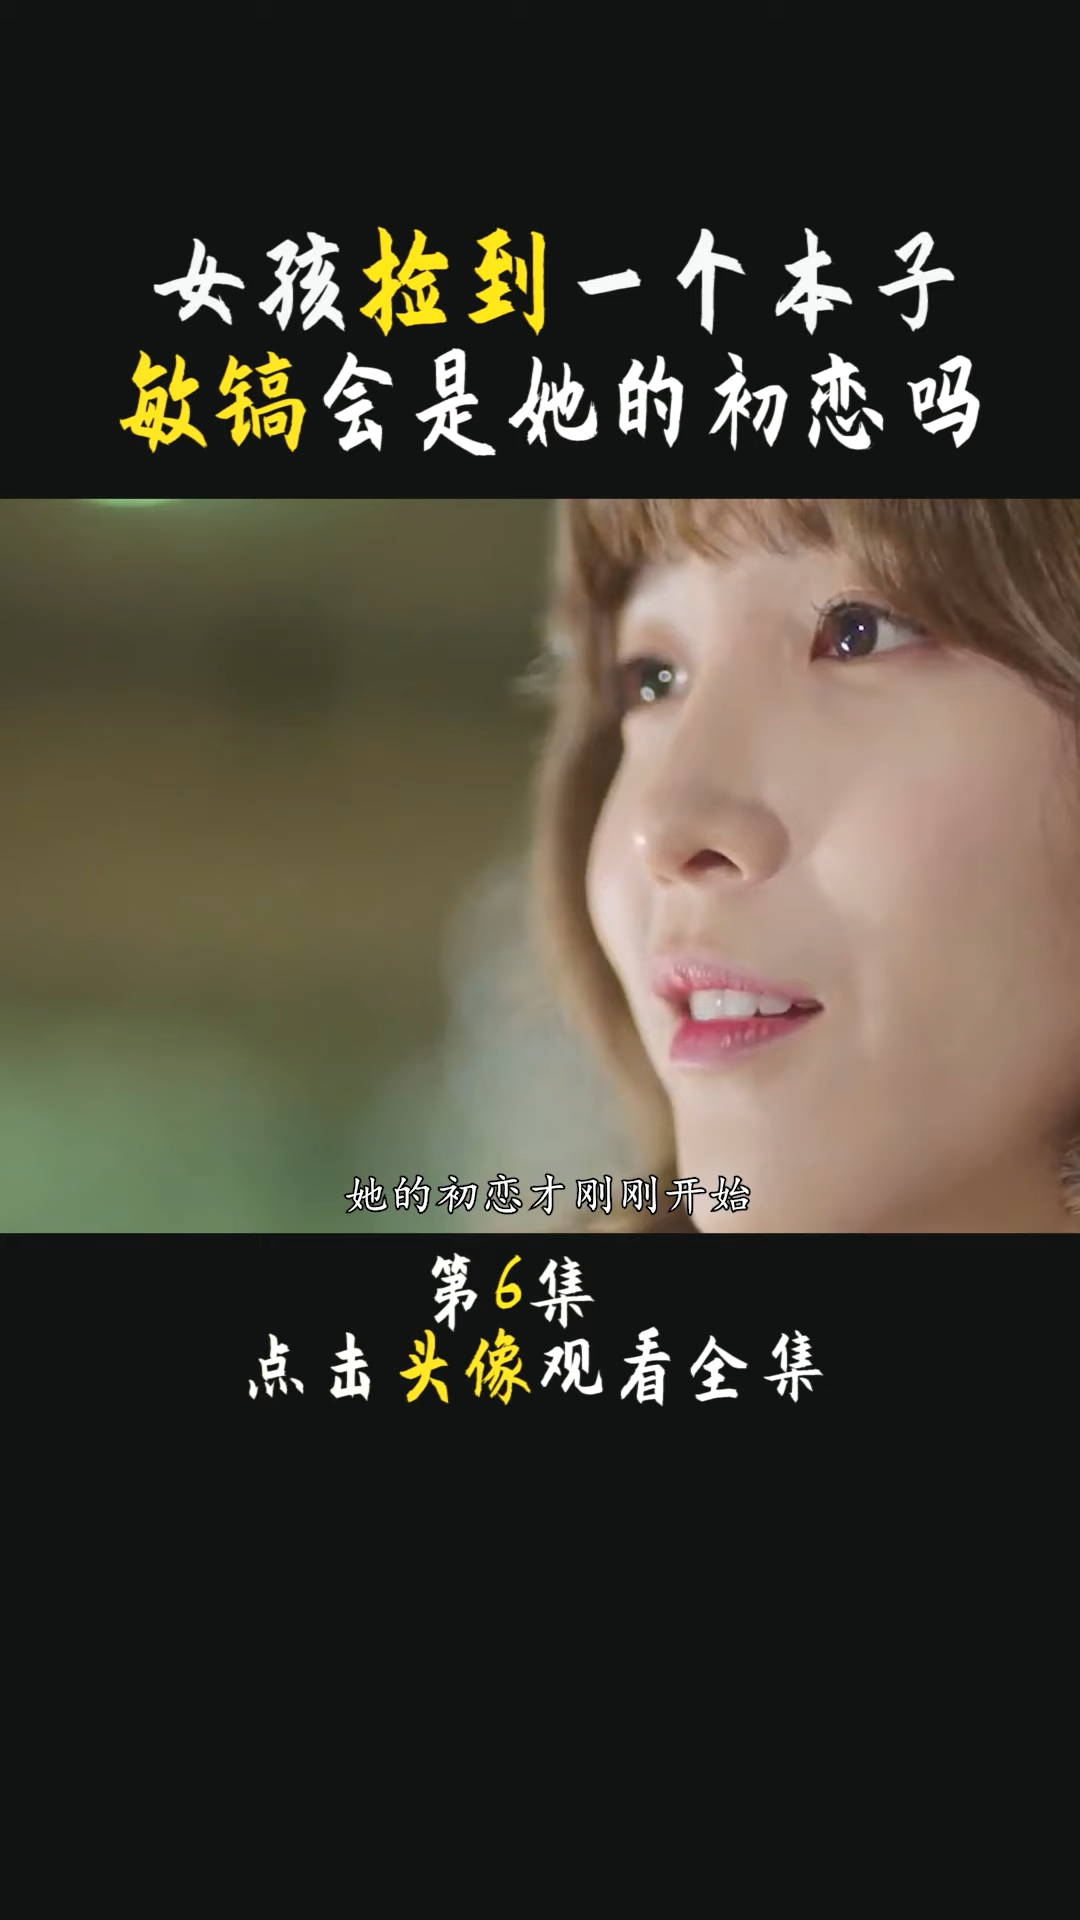 女孩捡到一个本子
敏镐会是她的初恋吗
她的初恋才刚刚开始
第6集
点击头像观看全集